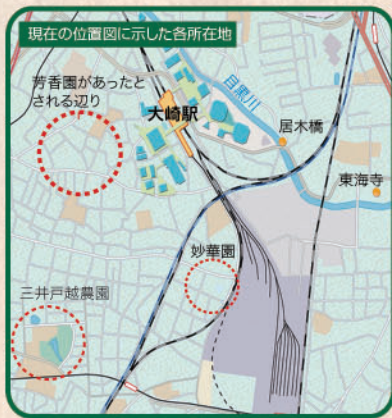 現在の位置図に示した各所在地
芳香園があったと
される辺り
目黒川
大崎駅
居木橋
東海寺
妙華園
三井戸越農園